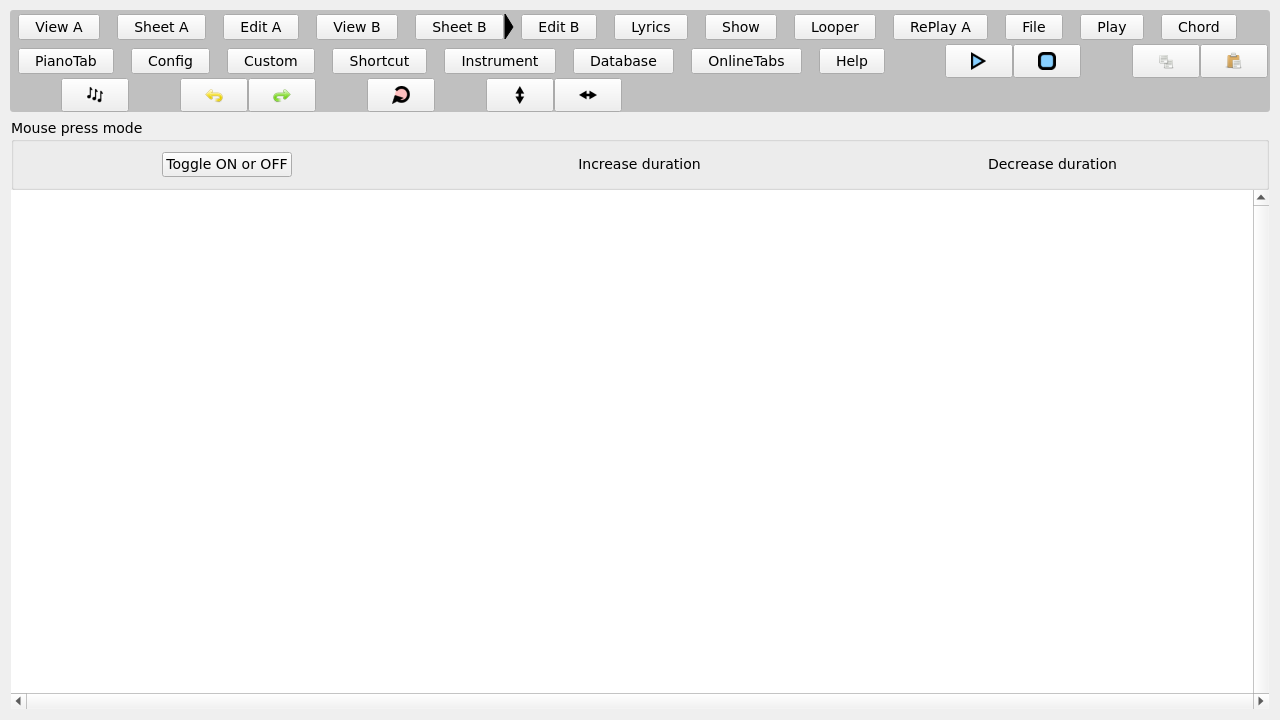 View A Sheet A Edit A View B Sheet B Edit B Lyrics Show Looper RePlay A File Play Chord
PianoTab Config Custom Shortcut Instrument Database OnlineTabs Help
Mouse press mode
Toggle ON or OFF Increase duration Decrease duration